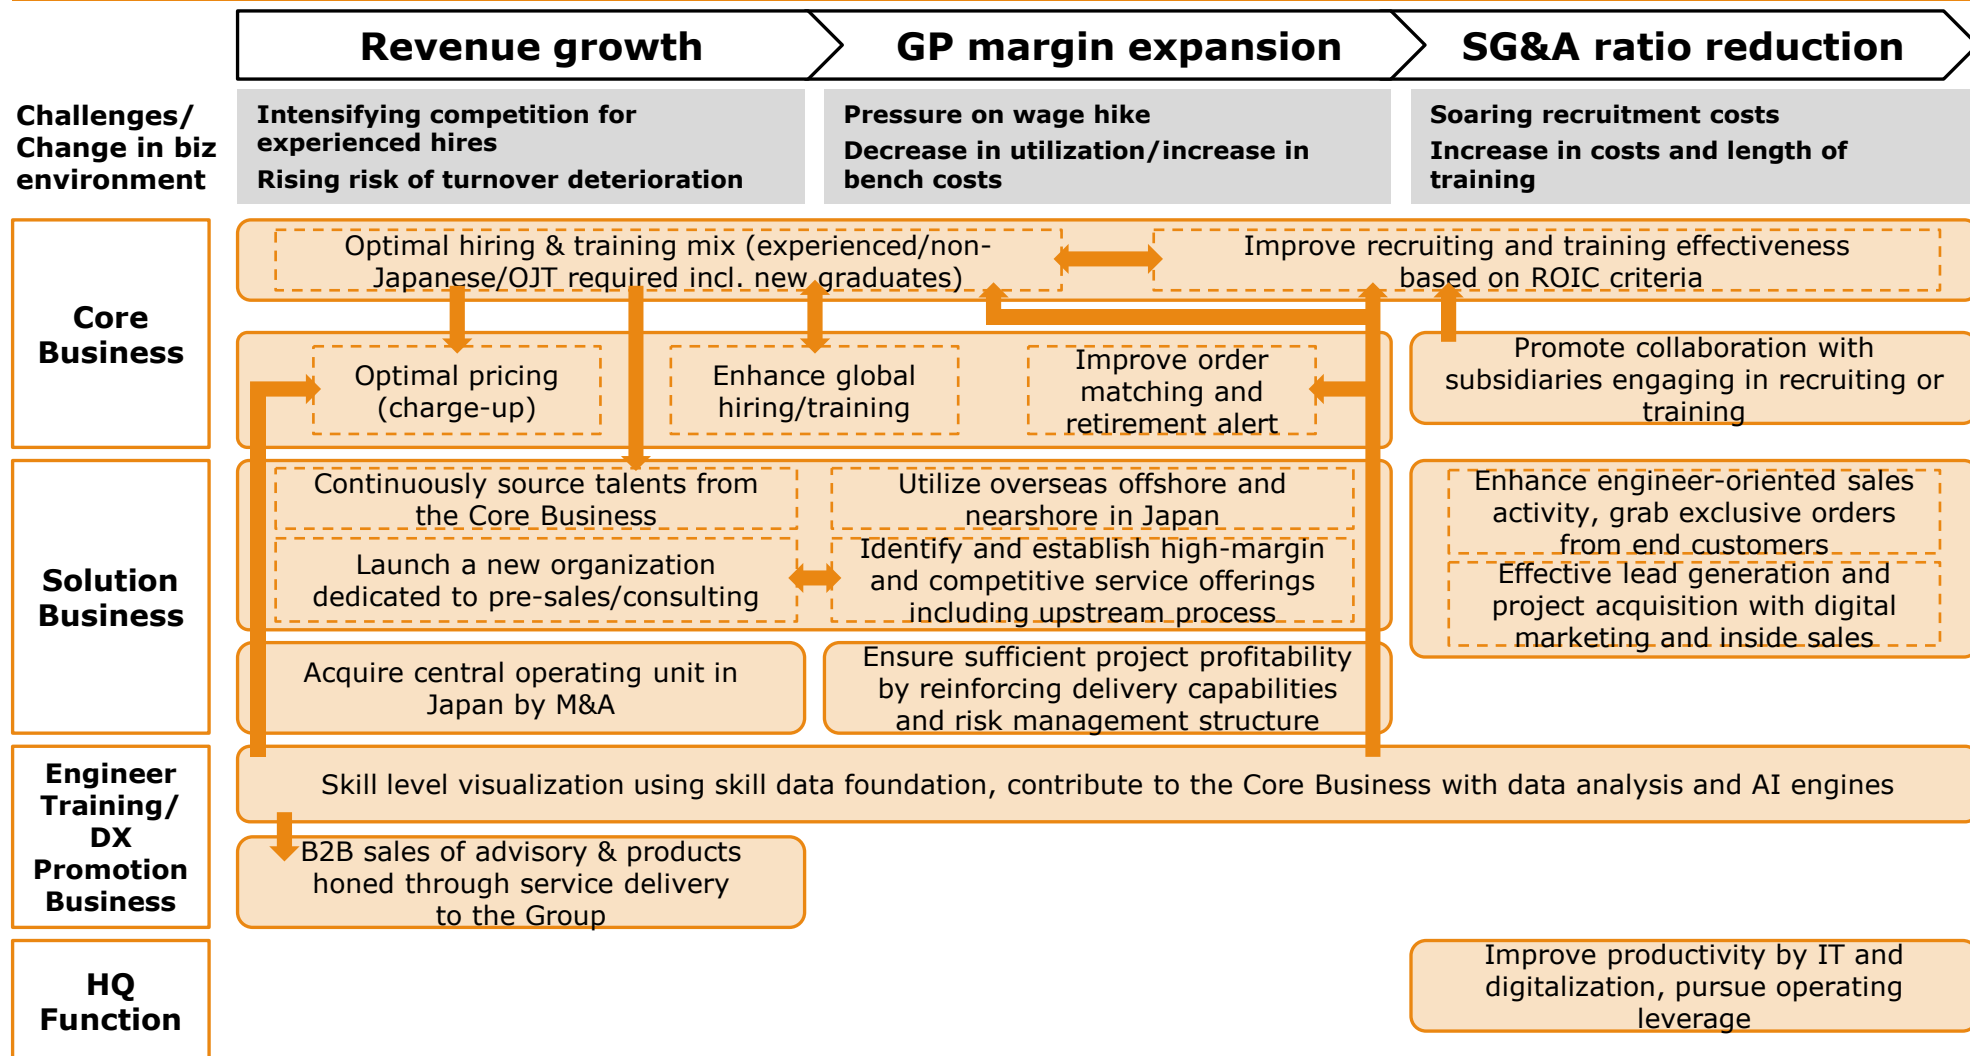 Revenue growth
GP margin expansion
SG&A ratio reduction
Challenges/
Change in biz
environment
Intensifying competition for
experienced hires
Rising risk of turnover deterioration
Pressure on wage hike
Decrease in utilization/increase in
bench costs
Soaring recruitment costs
Increase in costs and length of
training
Core
Business
Optimal hiring & training mix (experienced/non-
Japanese/OJT required incl. new graduates)
Improve recruiting and training effectiveness
based on ROIC criteria
Optimal pricing
(charge-up)
Enhance global
hiring/training
Improve order
matching and
retirement alert
Promote collaboration with
subsidiaries engaging in recruiting or
training
Solution
Business
Continuously source talents from
the Core Business
Utilize overseas offshore and
nearshore in Japan
Launch a new organization
dedicated to pre-sales/consulting
Identify and establish high-margin
and competitive service offerings
including upstream process
Enhance engineer-oriented sales
activity, grab exclusive orders
from end customers
Effective lead generation and
project acquisition with digital
marketing and inside sales
Acquire central operating unit in
Japan by M&A
Ensure sufficient project profitability
by reinforcing delivery capabilities
and risk management structure
Engineer
Training/
DX
Promotion
Business
Skill level visualization using skill data foundation, contribute to the Core Business with data analysis and AI engines
B2B sales of advisory & products
honed through service delivery
to the Group
HQ
Function
Improve productivity by IT and
digitalization, pursue operating
leverage